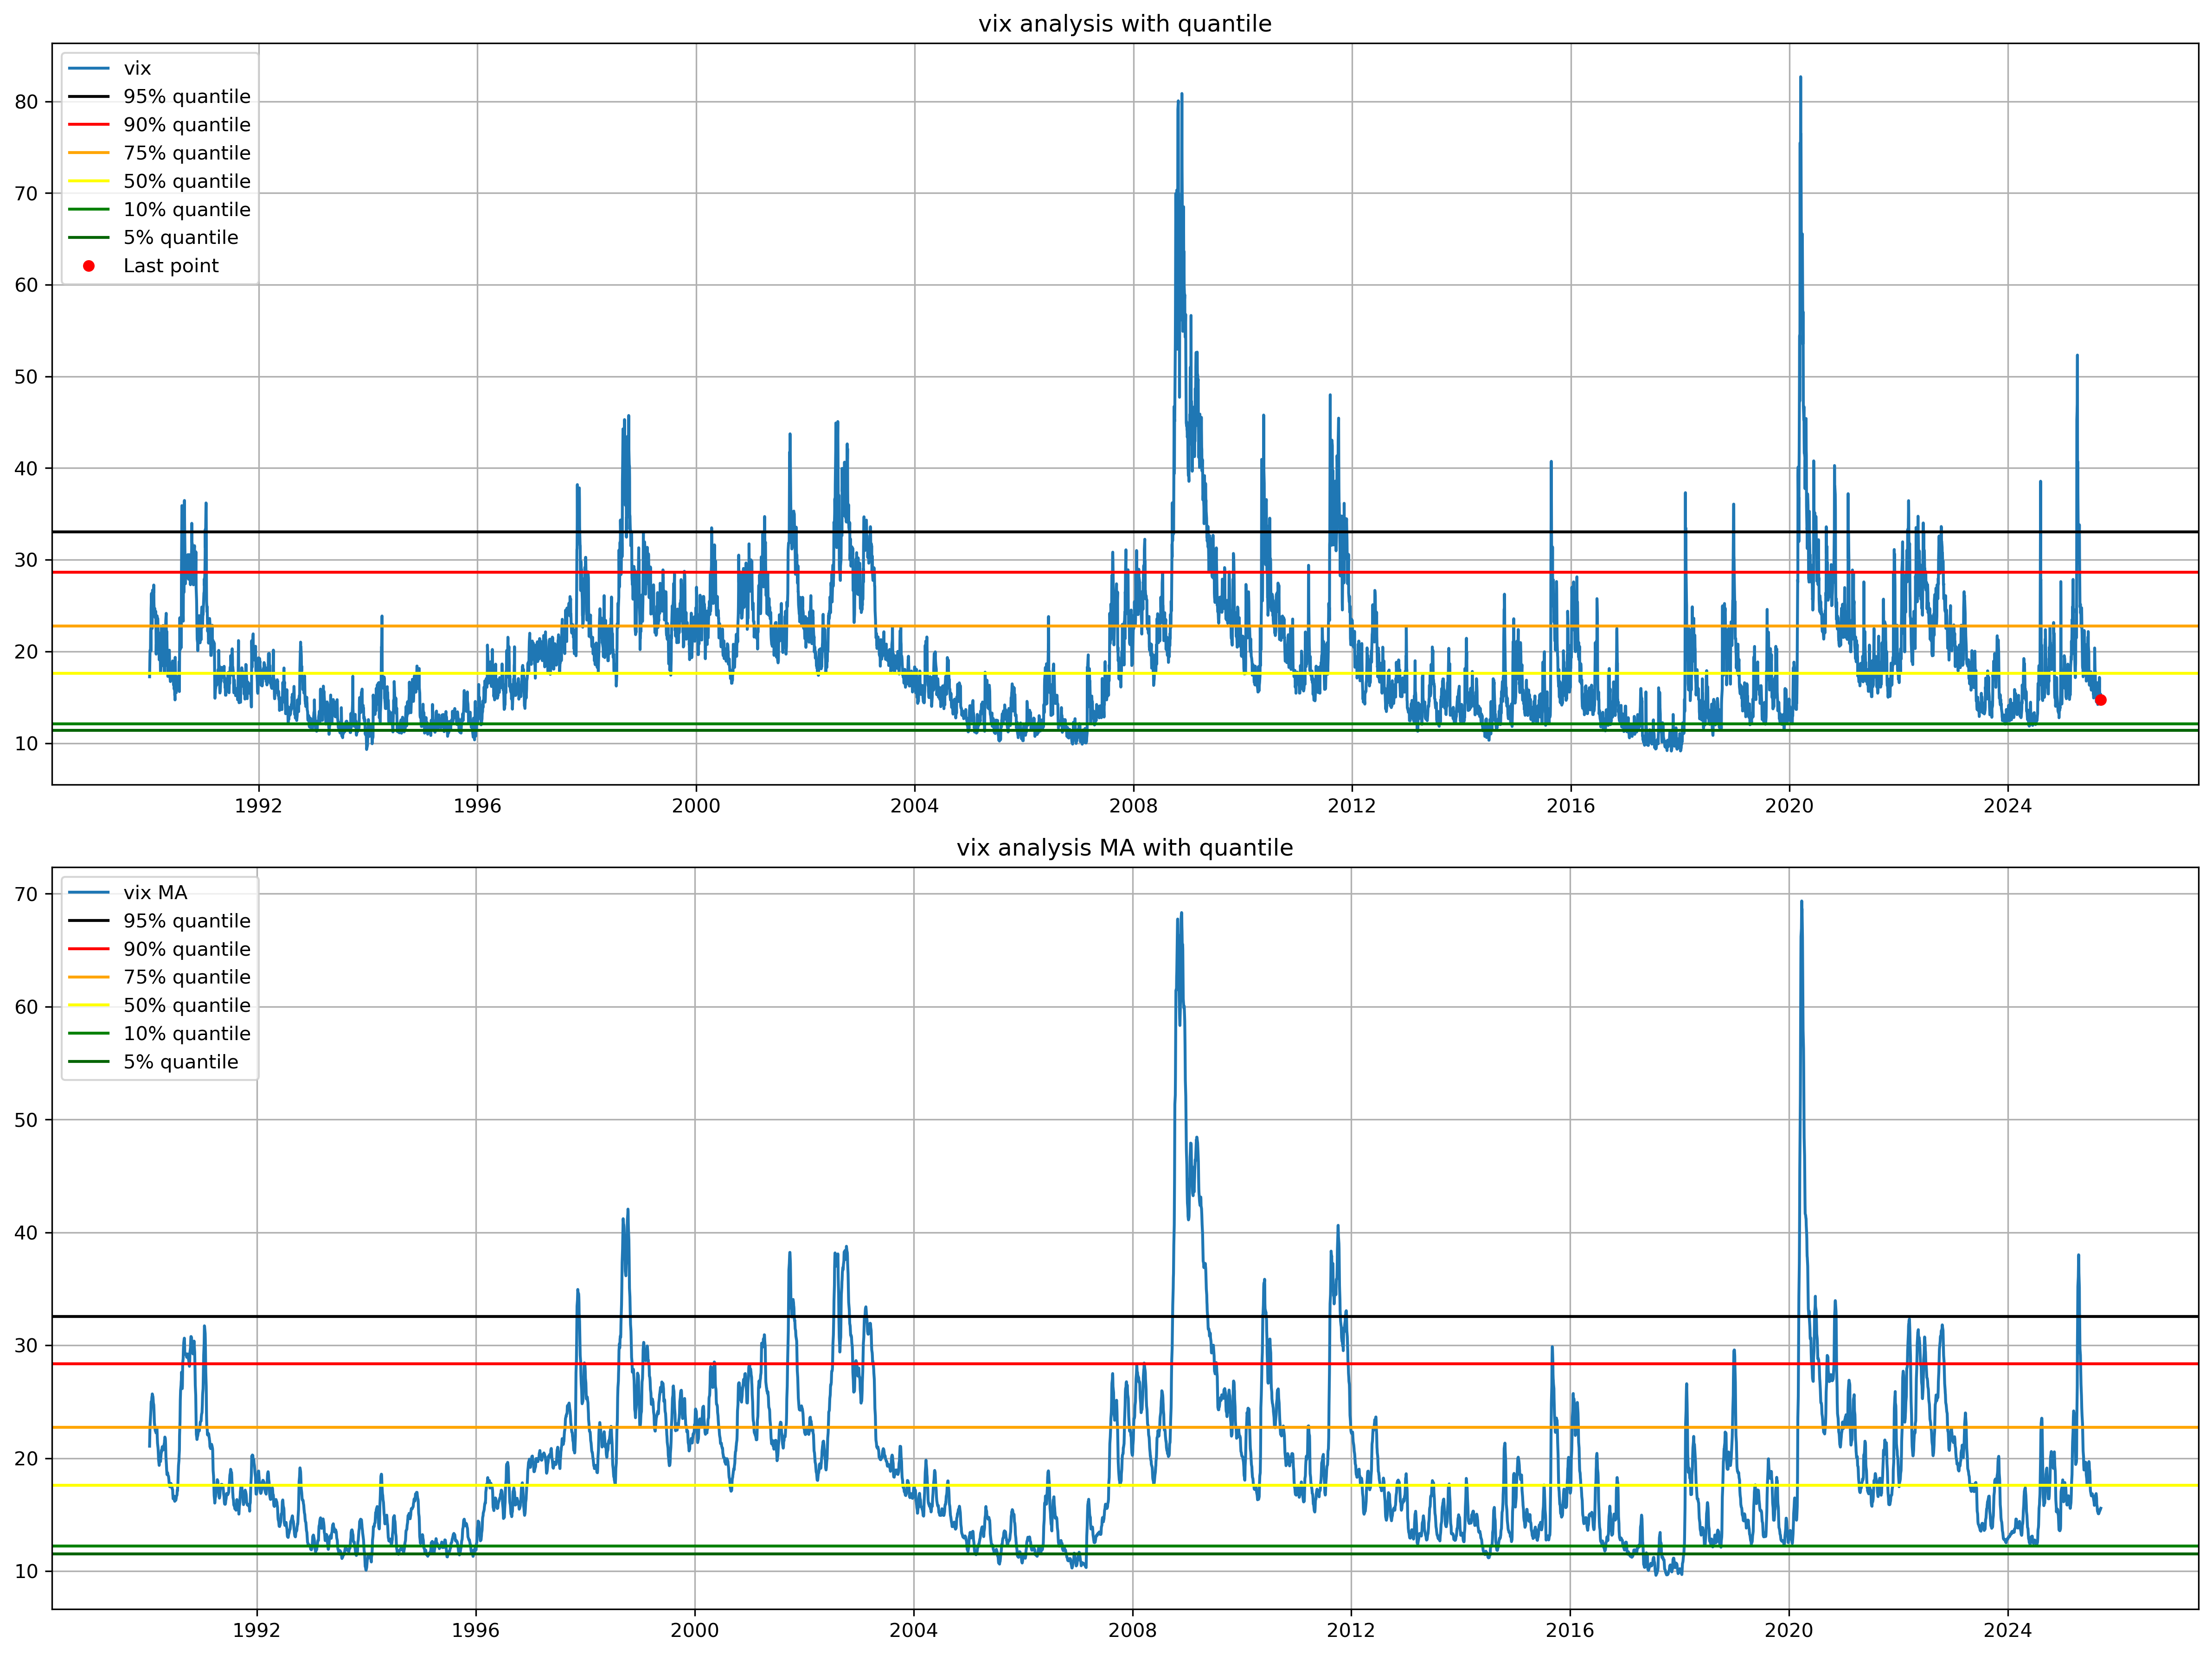 vix analysis with quantile
vix
95% quantile
90% quantile
75% quantile
50% quantile
10% quantile
5% quantile
Last point
80
70
60
50
40
30
20
10
1992 1996 2000 2004 2008 2012 2016 2020 2024
vix analysis MA with quantile
vix MA
95% quantile
90% quantile
75% quantile
50% quantile
10% quantile
5% quantile
70
60
50
40
30
20
10
1992 1996 2000 2004 2008 2012 2016 2020 2024